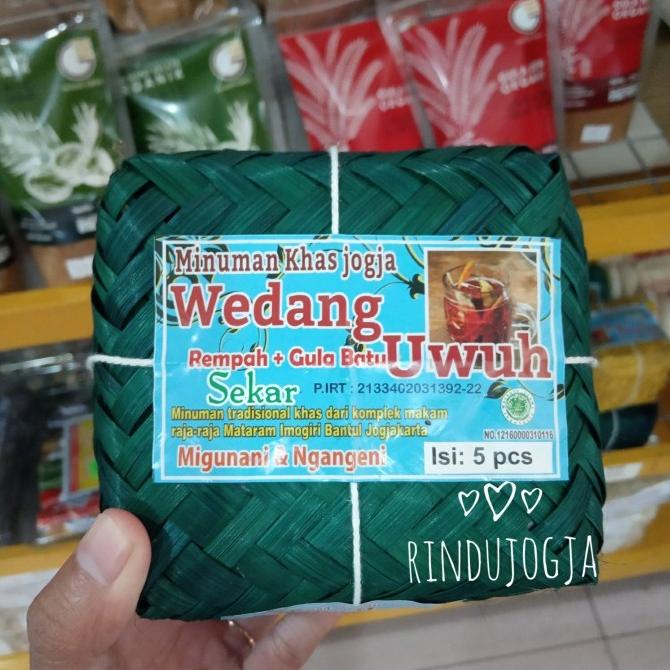 Minuman Khas jogja
Wedang
Uwuh
Rempah + Gula Batu
Sekar
P.IRT : 2133402031392-22
Minuman tradisional khas dari komplek makam
raja-raja Mataram Imogiri Bantul Jogjakarta
NO.12160000310116
Migunani & Ngangeni
Isi: 5 pcs
RINDUJOGJA